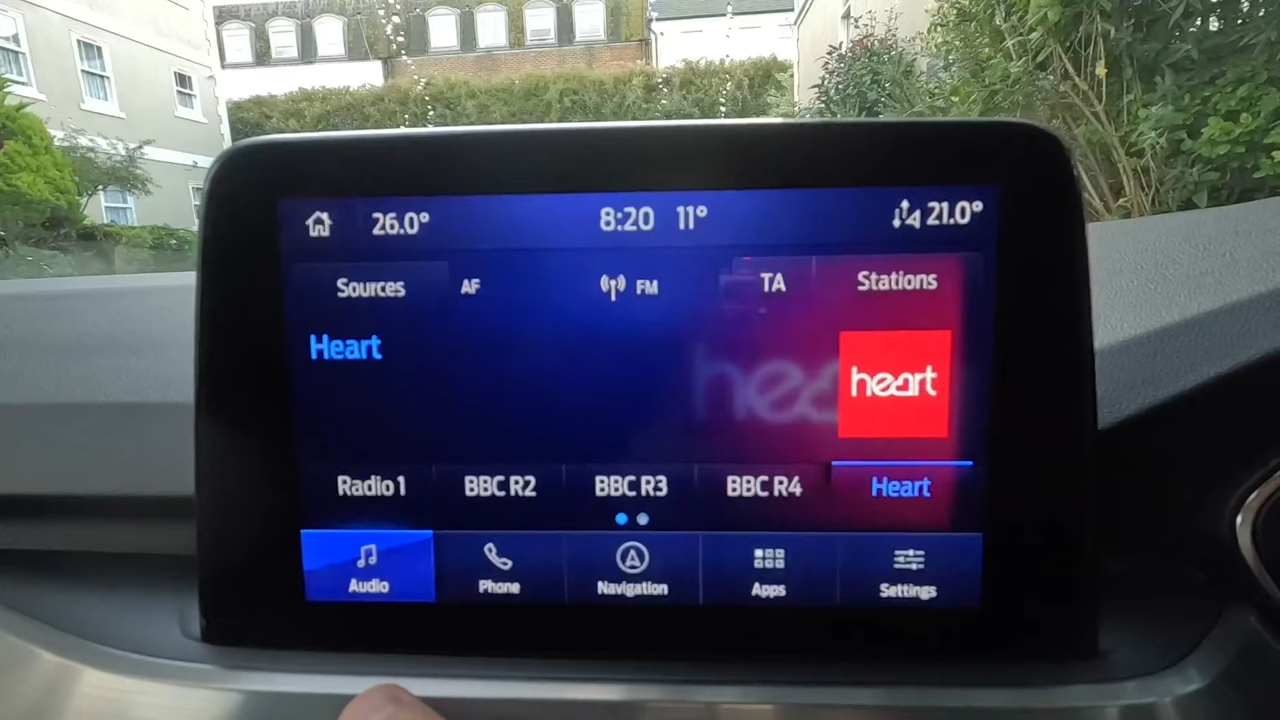 26.0° 8:20 11° 21.0°
Sources AF FM TA Stations
Heart
hea heart
Radio 1 BBC R2 BBC R3 BBC R4 Heart
Audio Phone Navigation Apps Settings